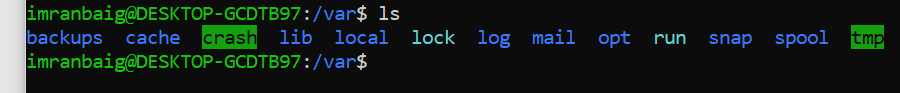 imranbaig@DESKTOP-GCDTB97:/var$ ls
backups cache crash lib local lock log mail opt run snap spool tmp
imranbaig@DESKTOP-GCDTB97:/var$